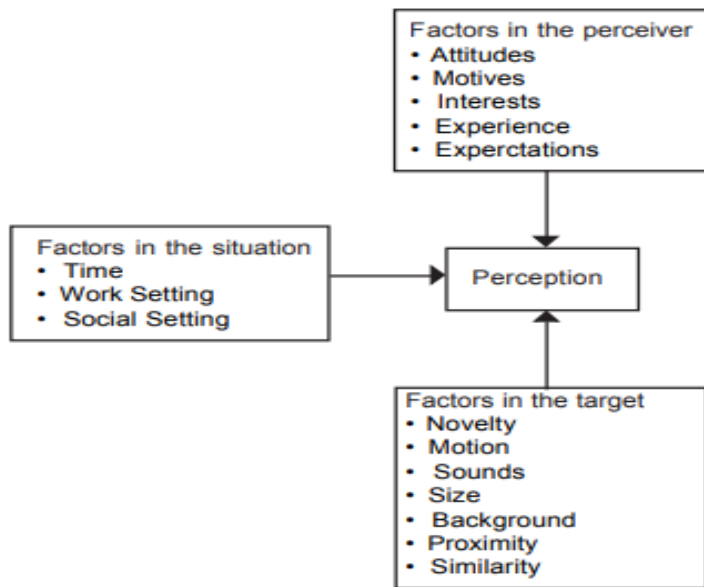 Factors in the perceiver
• Attitudes
• Motives
• Interests
• Experience
• Experctations
Factors in the situation
• Time
• Work Setting
• Social Setting
Perception
Factors in the target
• Novelty
• Motion
• Sounds
• Size
• Background
• Proximity
• Similarity